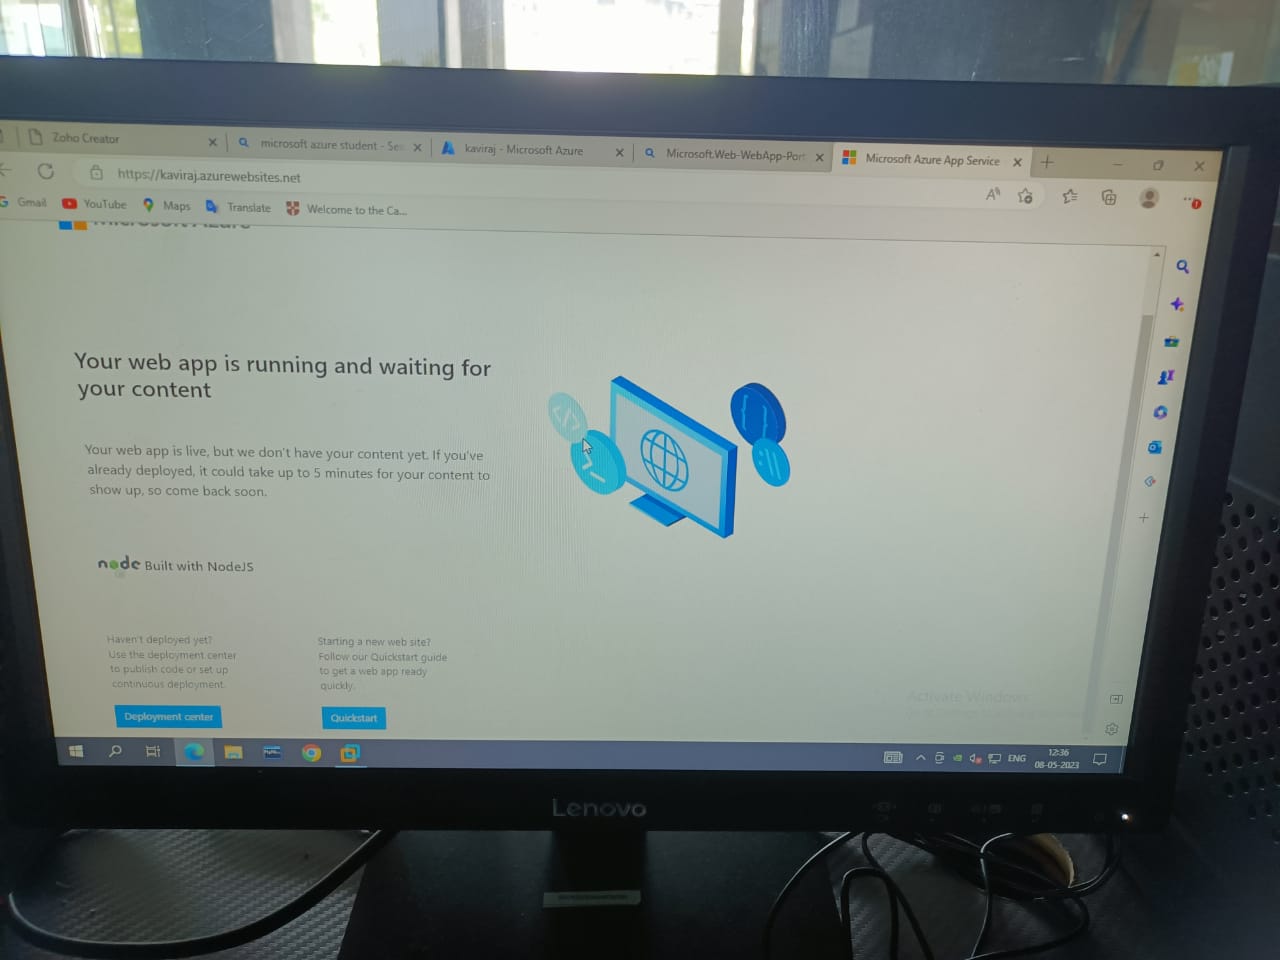 Zoho Creator
microsoft azure student - Se
kaviraj - Microsoft Azure
Microsoft.Web-WebApp-Port
Microsoft Azure App Service
https://kaviraj.azurewebsites.net
Gmail
YouTube
Maps
Translate
Welcome to the Ca...
Microsoft Azure
Your web app is running and waiting for
your content
Your web app is live, but we don't have your content yet. If you've
already deployed, it could take up to 5 minutes for your content to
show up, so come back soon.
node Built with NodeJS
Haven't deployed yet?
Use the deployment center
to publish code or set up
continuous deployment.
Deployment center
Starting a new web site?
Follow our Quickstart guide
to get a web app ready
quickly.
Quickstart
Activate Windows
ENG
12:36
08-05-2023
Lenovo